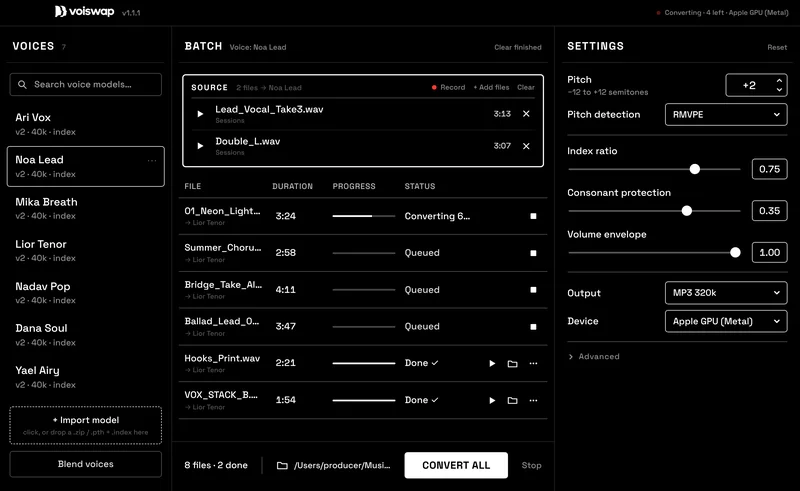 voiswap v1.1.1
Converting · 4 left · Apple GPU (Metal)
VOICES 7
Search voice models...
Ari Vox
v2 · 40k · index
Noa Lead
v2 · 40k · index
Mika Breath
v2 · 40k · index
Lior Tenor
v2 · 40k · index
Nadav Pop
v2 · 40k · index
Dana Soul
v2 · 40k · index
Yael Airy
v2 · 40k · index
+ Import model
click, or drop a .zip / .pth + .index here
Blend voices
BATCH Voice: Noa Lead Clear finished
SOURCE 2 files → Noa Lead Record + Add files Clear
Lead_Vocal_Take3.wav 3:13
Sessions
Double_L.wav 3:07
Sessions
FILE DURATION PROGRESS STATUS
01_Neon_Light... 3:24 Converting 6...
→ Lior Tenor
Summer_Choru... 2:58 Queued
→ Lior Tenor
Bridge_Take_Al... 4:11 Queued
→ Lior Tenor
Ballad_Lead_O... 3:47 Queued
→ Lior Tenor
Hooks_Print.wav 2:21 Done ✓
→ Lior Tenor
VOX_STACK_B.... 1:54 Done ✓
→ Lior Tenor
8 files · 2 done /Users/producer/Musi... CONVERT ALL Stop
SETTINGS Reset
Pitch +2
−12 to +12 semitones
Pitch detection RMVPE
Index ratio
0.75
Consonant protection
0.35
Volume envelope
1.00
Output MP3 320k
Device Apple GPU (Metal)
Advanced